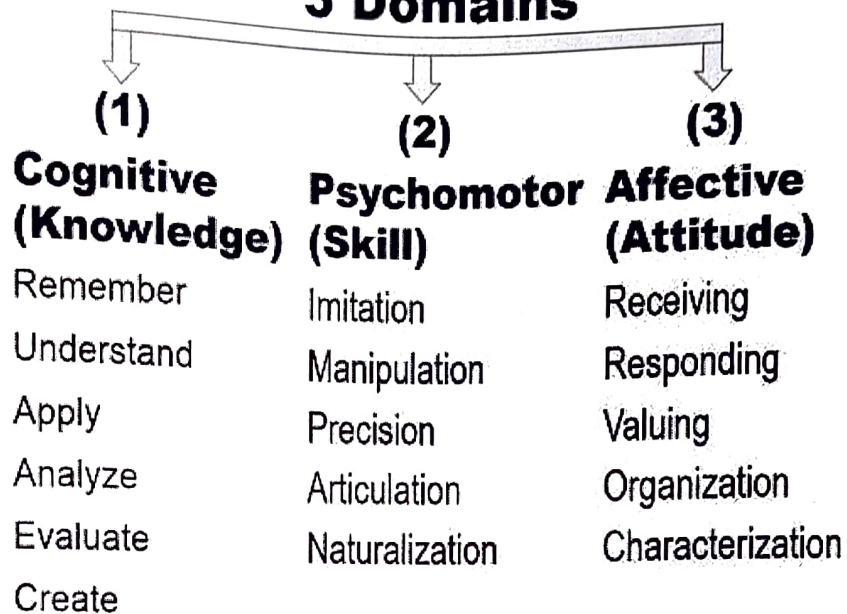 3 Domains
(1)
Cognitive
(Knowledge)
Remember
Understand
Apply
Analyze
Evaluate
Create
(2)
Psychomotor
(Skill)
Imitation
Manipulation
Precision
Articulation
Naturalization
(3)
Affective
(Attitude)
Receiving
Responding
Valuing
Organization
Characterization